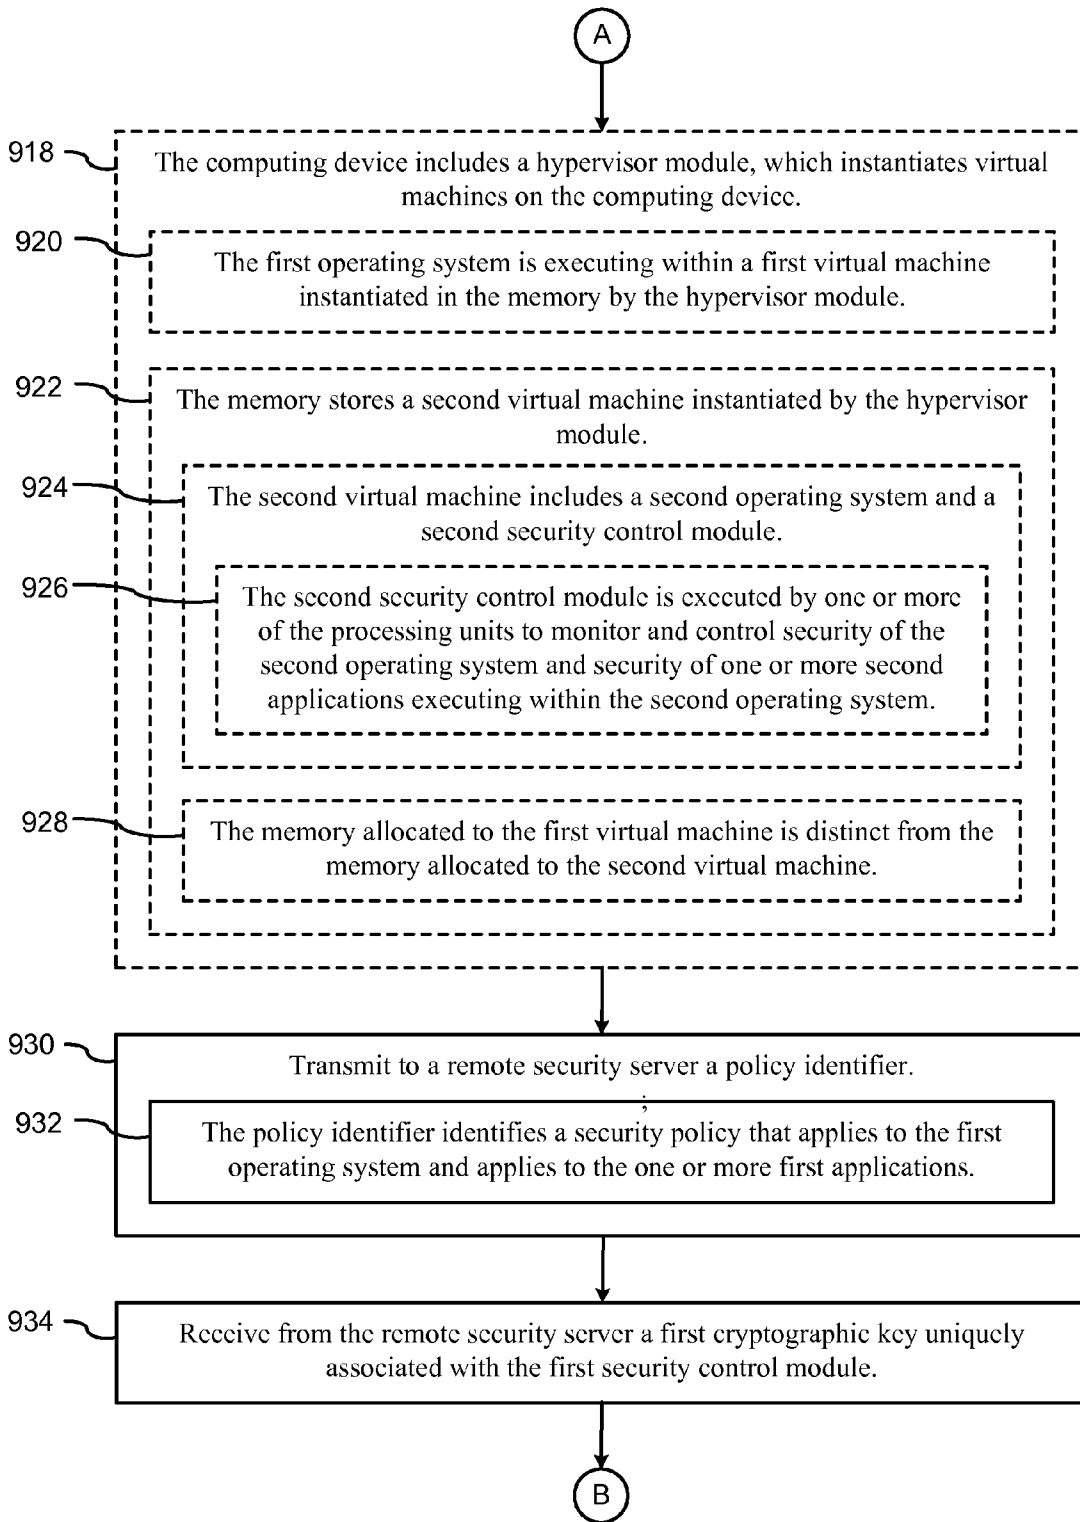 A
918
The computing device includes a hypervisor module, which instantiates virtual
machines on the computing device.
920
The first operating system is executing within a first virtual machine
instantiated in the memory by the hypervisor module.
922
The memory stores a second virtual machine instantiated by the hypervisor
module.
924
The second virtual machine includes a second operating system and a
second security control module.
926
The second security control module is executed by one or more
of the processing units to monitor and control security of the
second operating system and security of one or more second
applications executing within the second operating system.
928
The memory allocated to the first virtual machine is distinct from the
memory allocated to the second virtual machine.
930
Transmit to a remote security server a policy identifier.
;
932
The policy identifier identifies a security policy that applies to the first
operating system and applies to the one or more first applications.
934
Receive from the remote security server a first cryptographic key uniquely
associated with the first security control module.
B